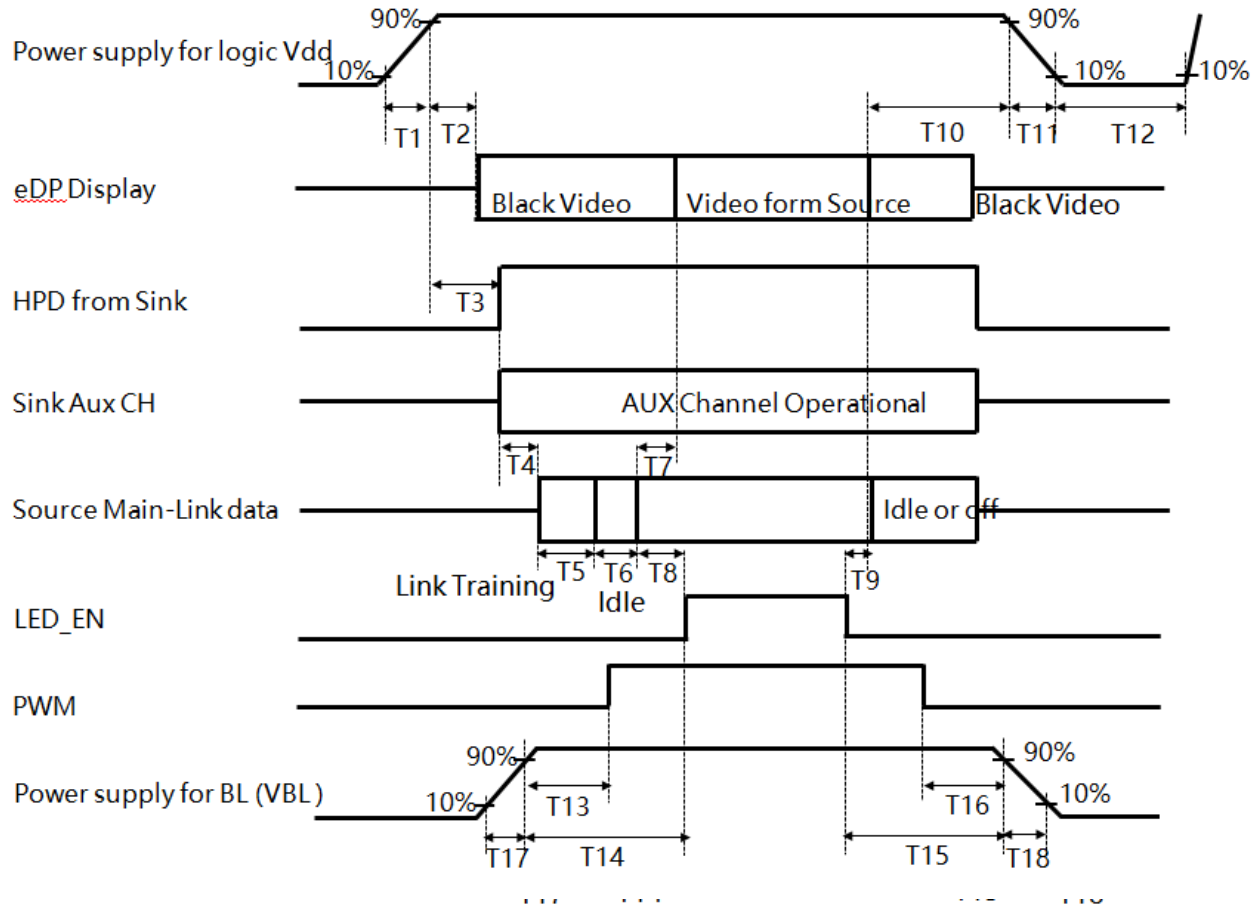 90%
90%
Power supply for logic Vdd
10%
10%
10%
T1
T2
T10
T11
T12
eDP Display
Black Video
Video form Source
Black Video
HPD from Sink
T3
Sink Aux CH
AUX Channel Operational
T4
T7
Source Main-Link data
Idle or off
T5
T6
T8
T9
Link Training
Idle
LED_EN
PWM
90%
90%
Power supply for BL (VBL)
10%
10%
T13
T16
T17
T14
T15
T18